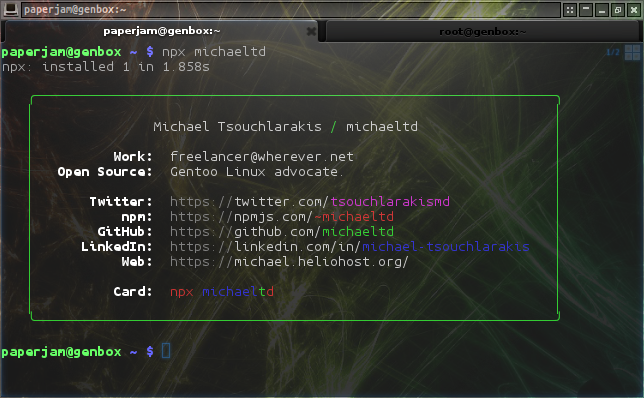 paperjam@genbox:~
paperjam@genbox:~
root@genbox:~
paperjam@genbox ~ $ npx michaeltd
1/2
npx: installed 1 in 1.858s
Michael Tsouchlarakis / michaeltd
Work: freelancer@wherever.net
Open Source: Gentoo Linux advocate.
Twitter: https://twitter.com/tsouchlarakismd
npm: https://npmjs.com/~michaeltd
GitHub: https://github.com/michaeltd
LinkedIn: https://linkedin.com/in/michael-tsouchlarakis
Web: https://michael.heliohost.org/
Card: npx michaeltd
paperjam@genbox ~ $